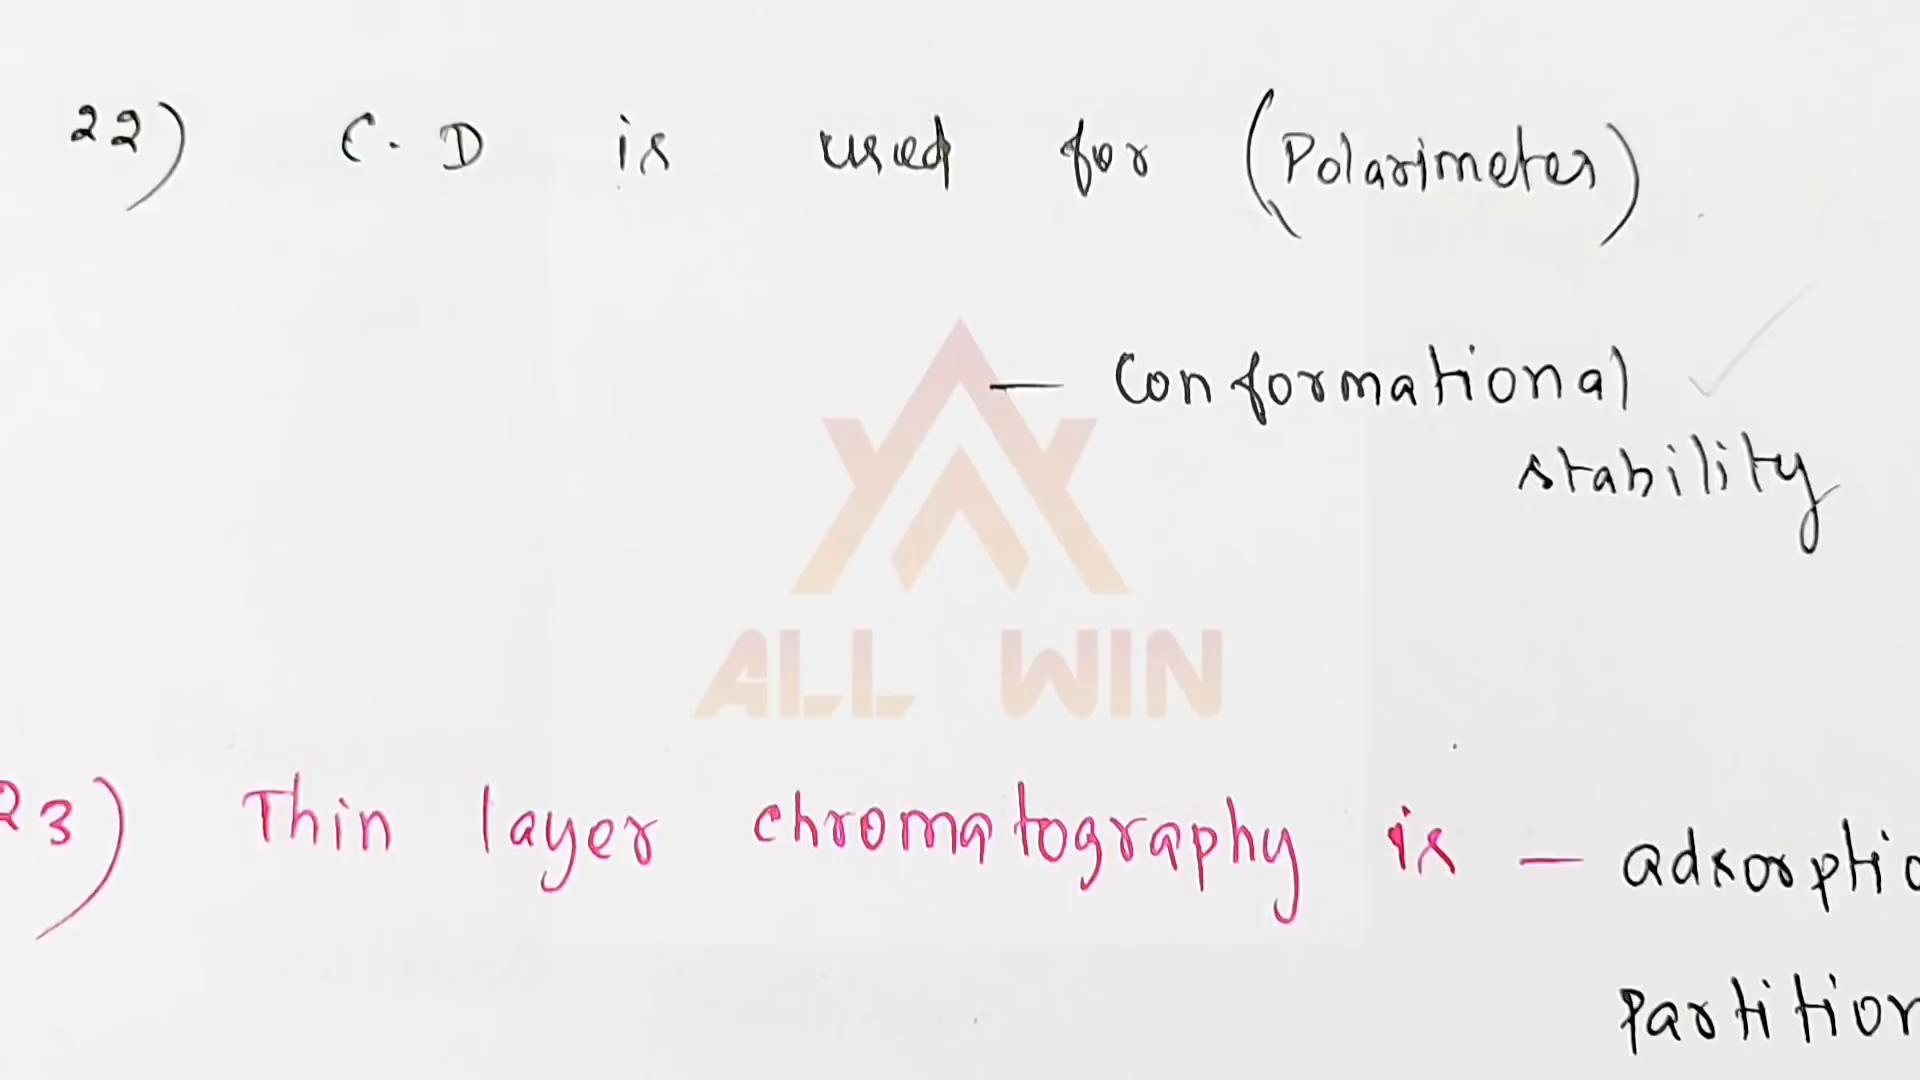 22) C.D is used for (Polarimeter)
— Conformational
stability
ALL WIN
23) Thin layer chromatography is — adsorptio
Partition